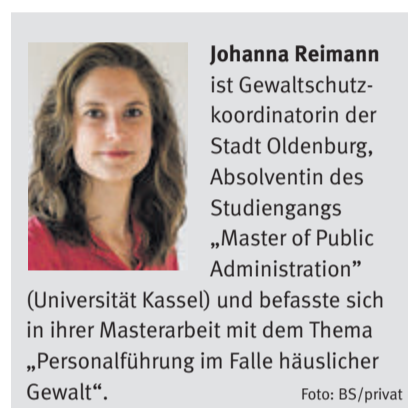 Johanna Reimann
ist Gewaltschutz-
koordinatorin der
Stadt Oldenburg,
Absolventin des
Studiengangs
„Master of Public
Administration”
(Universität Kassel) und befasste sich
in ihrer Masterarbeit mit dem Thema
„Personalführung im Falle häuslicher
Gewalt“.
Foto: BS/privat